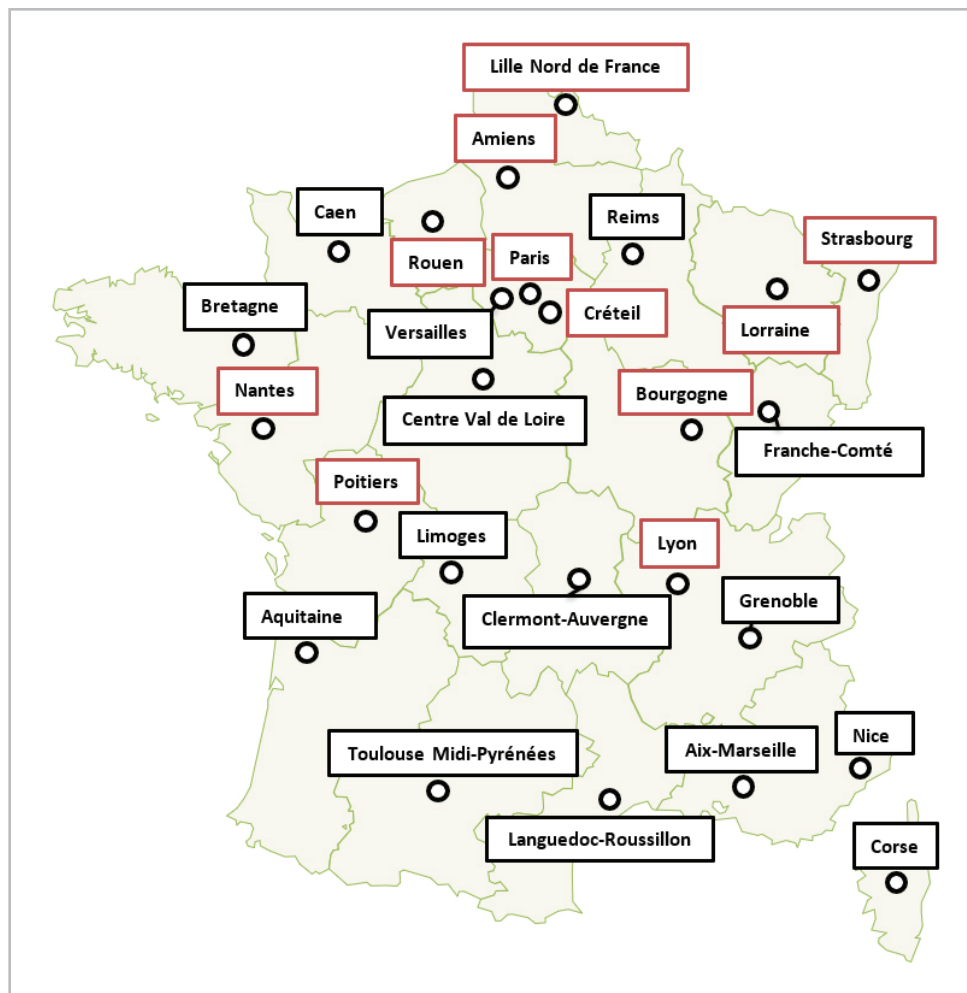 Lille Nord de France
Amiens
Caen
Reims
Strasbourg
Rouen
Paris
Bretagne
Versailles
Créteil
Lorraine
Nantes
Bourgogne
Centre Val de Loire
Franche-Comté
Poitiers
Limoges
Lyon
Aquitaine
Clermont-Auvergne
Grenoble
Toulouse Midi-Pyrénées
Aix-Marseille
Nice
Languedoc-Roussillon
Corse